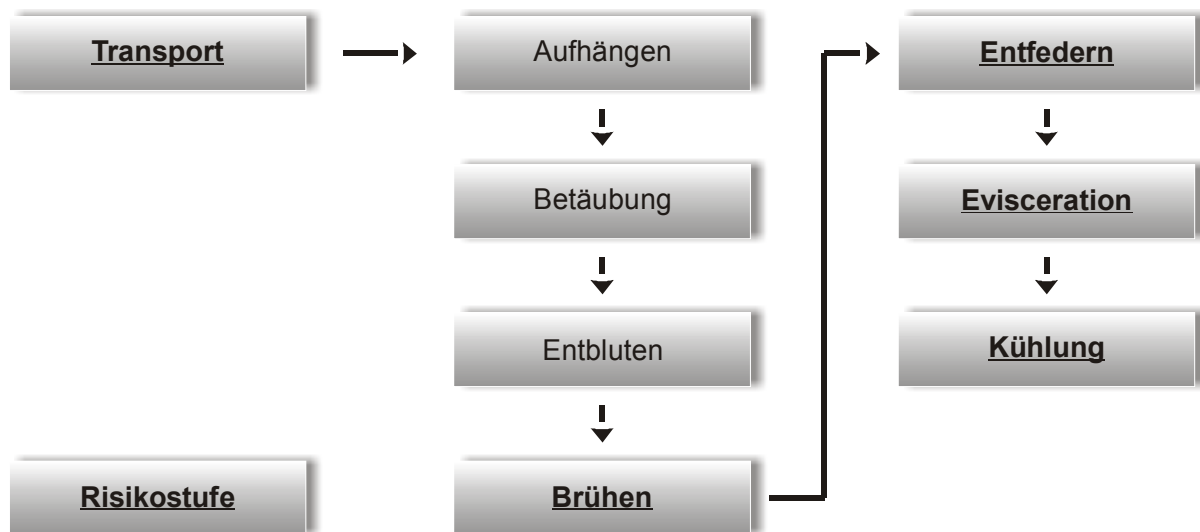 Transport
Aufhängen
Betäubung
Entbluten
Brühen
Entfedern
Evisceration
Kühlung
Risikostufe